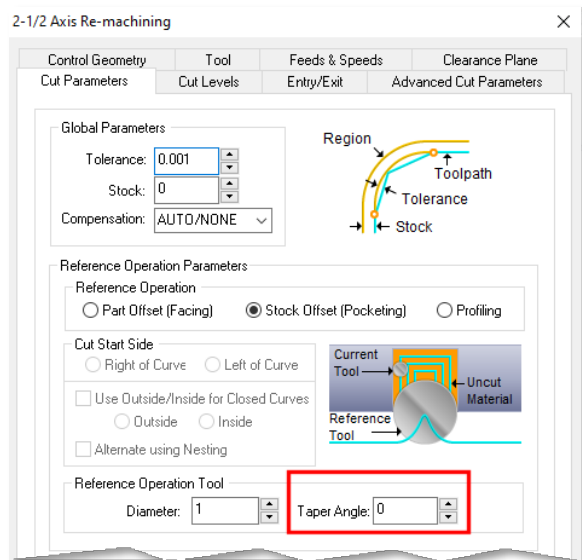 2-1/2 Axis Re-machining
Control Geometry Tool Feeds & Speeds Clearance Plane
Cut Parameters Cut Levels Entry/Exit Advanced Cut Parameters
Global Parameters
Tolerance: 0.001
Stock: 0
Compensation: AUTO/NONE
Region
Toolpath
Tolerance
Stock
Reference Operation Parameters
Reference Operation
Part Offset (Facing) Stock Offset (Pocketing) Profiling
Cut Start Side
Right of Curve Left of Curve
Use Outside/Inside for Closed Curves
Outside Inside
Alternate using Nesting
Current
Tool
Uncut
Material
Reference
Tool
Reference Operation Tool
Diameter: 1 Taper Angle: 0